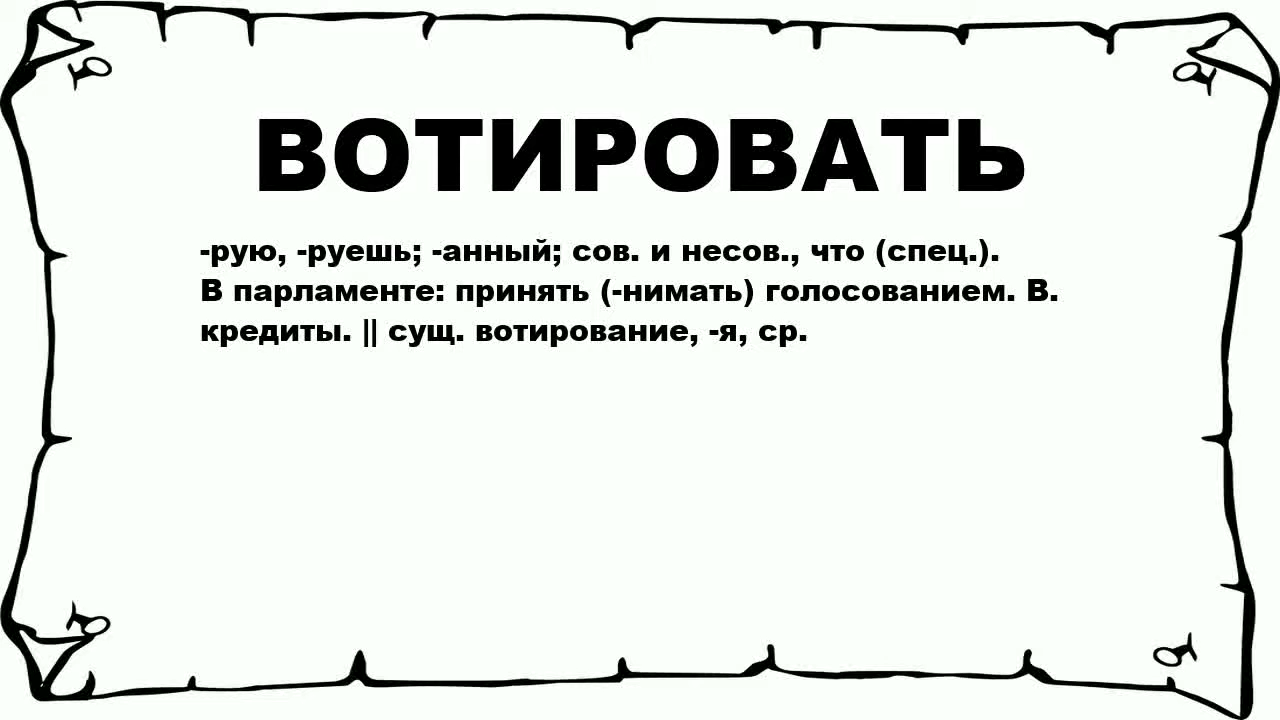 ВОТИРОВАТЬ
-рую, -руешь; -анный; сов. и несов., что (спец.).
В парламенте: принять (-нимать) голосованием. В.
кредиты. || сущ. вотирование, -я, ср.